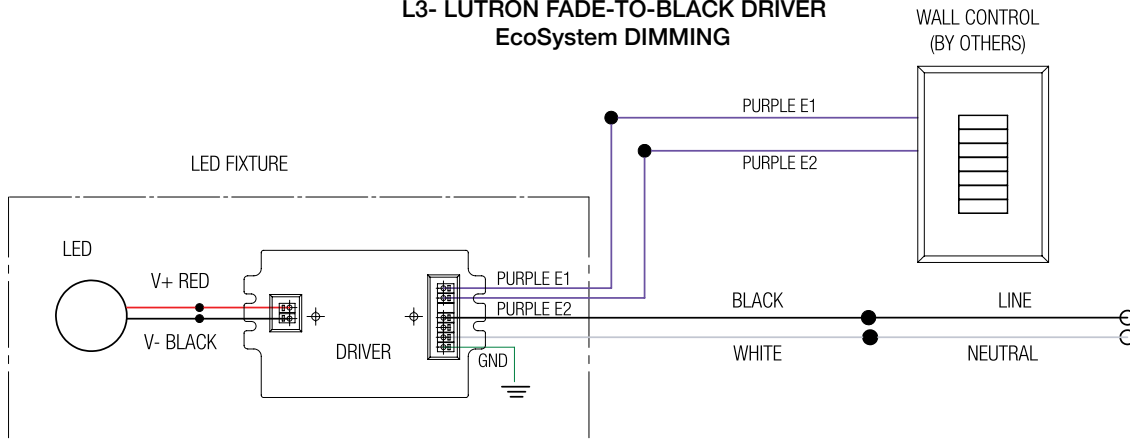 L3- LUTRON FADE-TO-BLACK DRIVER
EcoSystem DIMMING
WALL CONTROL
(BY OTHERS)
PURPLE E1
PURPLE E2
LED FIXTURE
LED
V+ RED
V- BLACK
DRIVER
PURPLE E1
PURPLE E2
GND
BLACK
LINE
WHITE
NEUTRAL